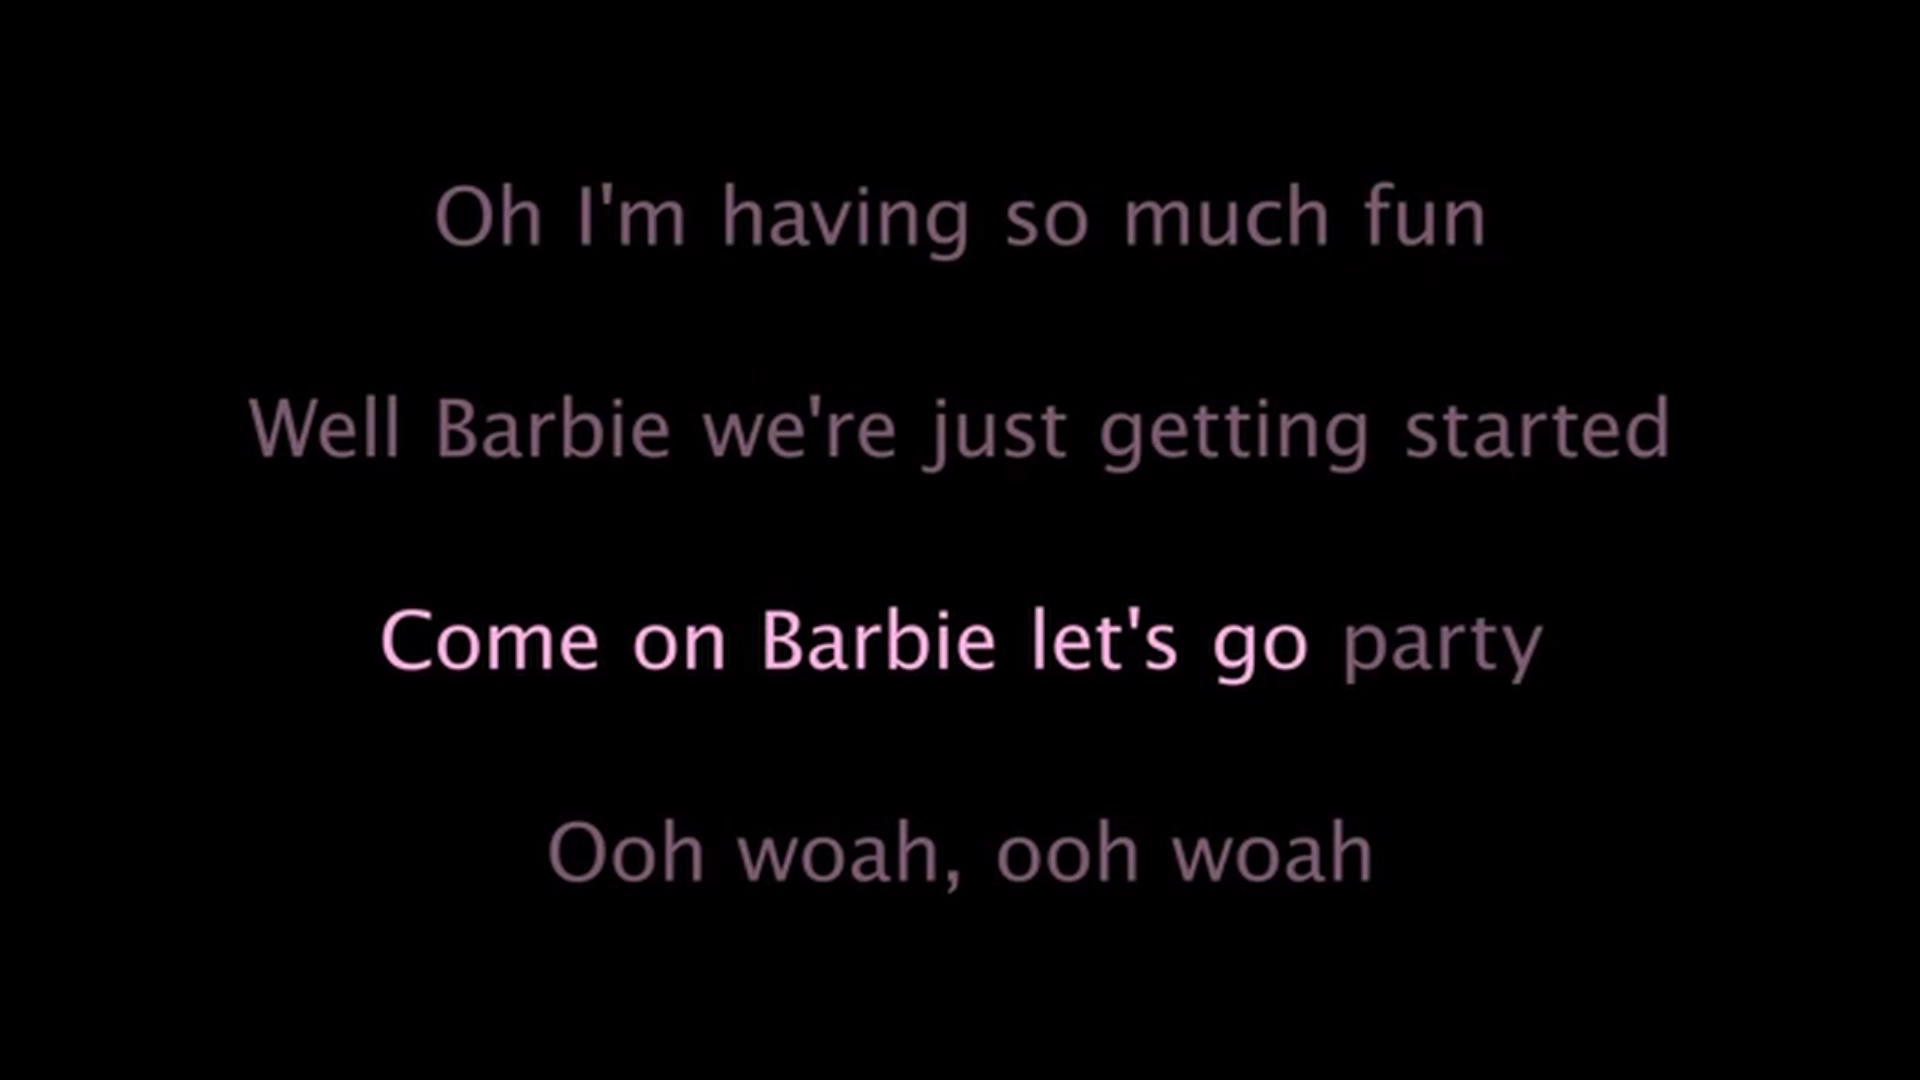 Oh I'm having so much fun
Well Barbie we're just getting started
Come on Barbie let's go party
Ooh woah, ooh woah